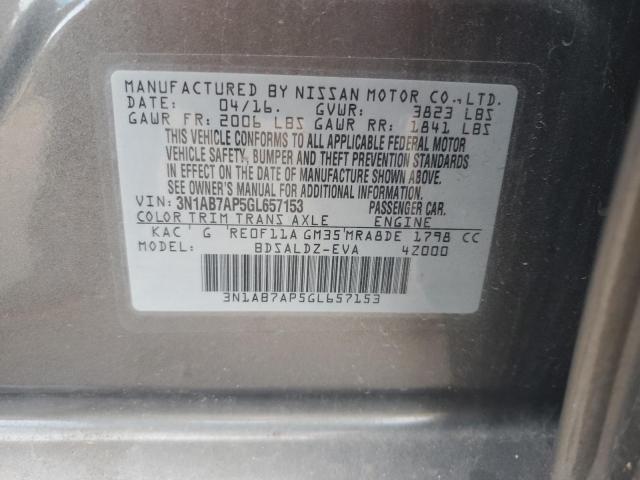 MANUFACTURED BY NISSAN MOTOR CO., LTD.
DATE: 04/16. GVWR: 3823 LBS
GAWR FR: 2006 LBS GAWR RR: 1841 LBS
THIS VEHICLE CONFORMS TO ALL APPLICABLE FEDERAL MOTOR
VEHICLE SAFETY, BUMPER AND THEFT PREVENTION STANDARDS
IN EFFECT ON THE DATE OF MANUFACTURE SHOWN ABOVE.
SEE OWNER'S MANUAL FOR ADDITIONAL INFORMATION.
VIN: 3N1AB7AP5GL657153 PASSENGER CAR.
COLOR TRIM TRANS AXLE ENGINE
KAC G RE0F11A GM35 MRA8DE 1798 CC
MODEL: BDSALDZ-EVA 42000
3N1AB7AP5GL657153